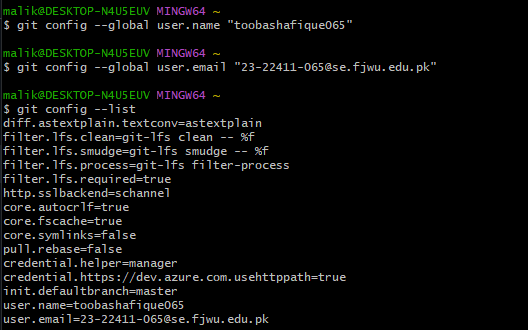 malik@DESKTOP-N4U5EUV MINGW64 ~
$ git config --global user.name "toobashafique065"
malik@DESKTOP-N4U5EUV MINGW64 ~
$ git config --global user.email "23-22411-065@se.fjwu.edu.pk"
malik@DESKTOP-N4U5EUV MINGW64 ~
$ git config --list
diff.astextplain.textconv=astextplain
filter.lfs.clean=git-lfs clean -- %f
filter.lfs.smudge=git-lfs smudge -- %f
filter.lfs.process=git-lfs filter-process
filter.lfs.required=true
http.sslbackend=schannel
core.autocrlf=true
core.fscache=true
core.symlinks=false
pull.rebase=false
credential.helper=manager
credential.https://dev.azure.com.usehttppath=true
init.defaultbranch=master
user.name=toobashafique065
user.email=23-22411-065@se.fjwu.edu.pk